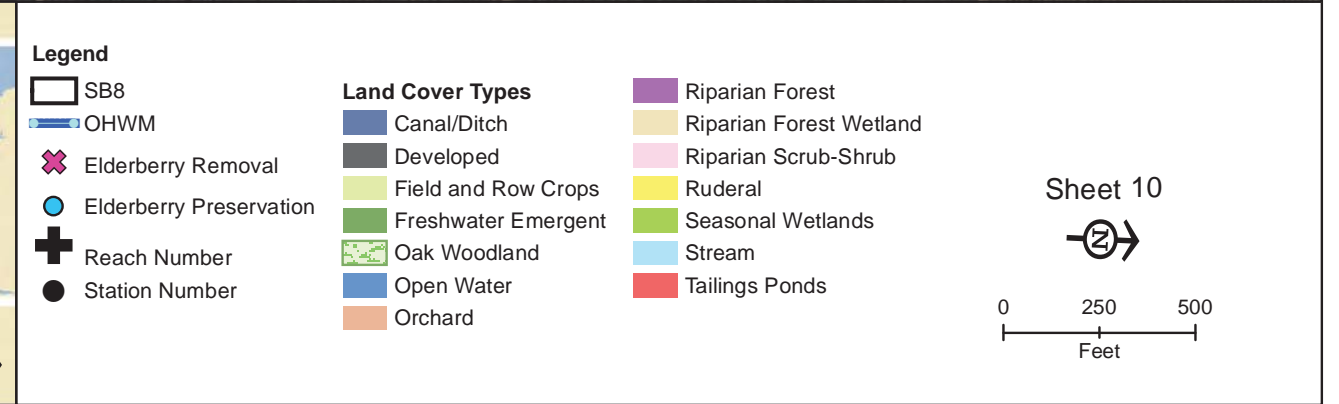 Legend
SB8
OHWM
Elderberry Removal
Elderberry Preservation
Reach Number
Station Number
Land Cover Types
Canal/Ditch
Developed
Field and Row Crops
Freshwater Emergent
Oak Woodland
Open Water
Orchard
Riparian Forest
Riparian Forest Wetland
Riparian Scrub-Shrub
Ruderal
Seasonal Wetlands
Stream
Tailings Ponds
Sheet 10
N
0 250 500
Feet